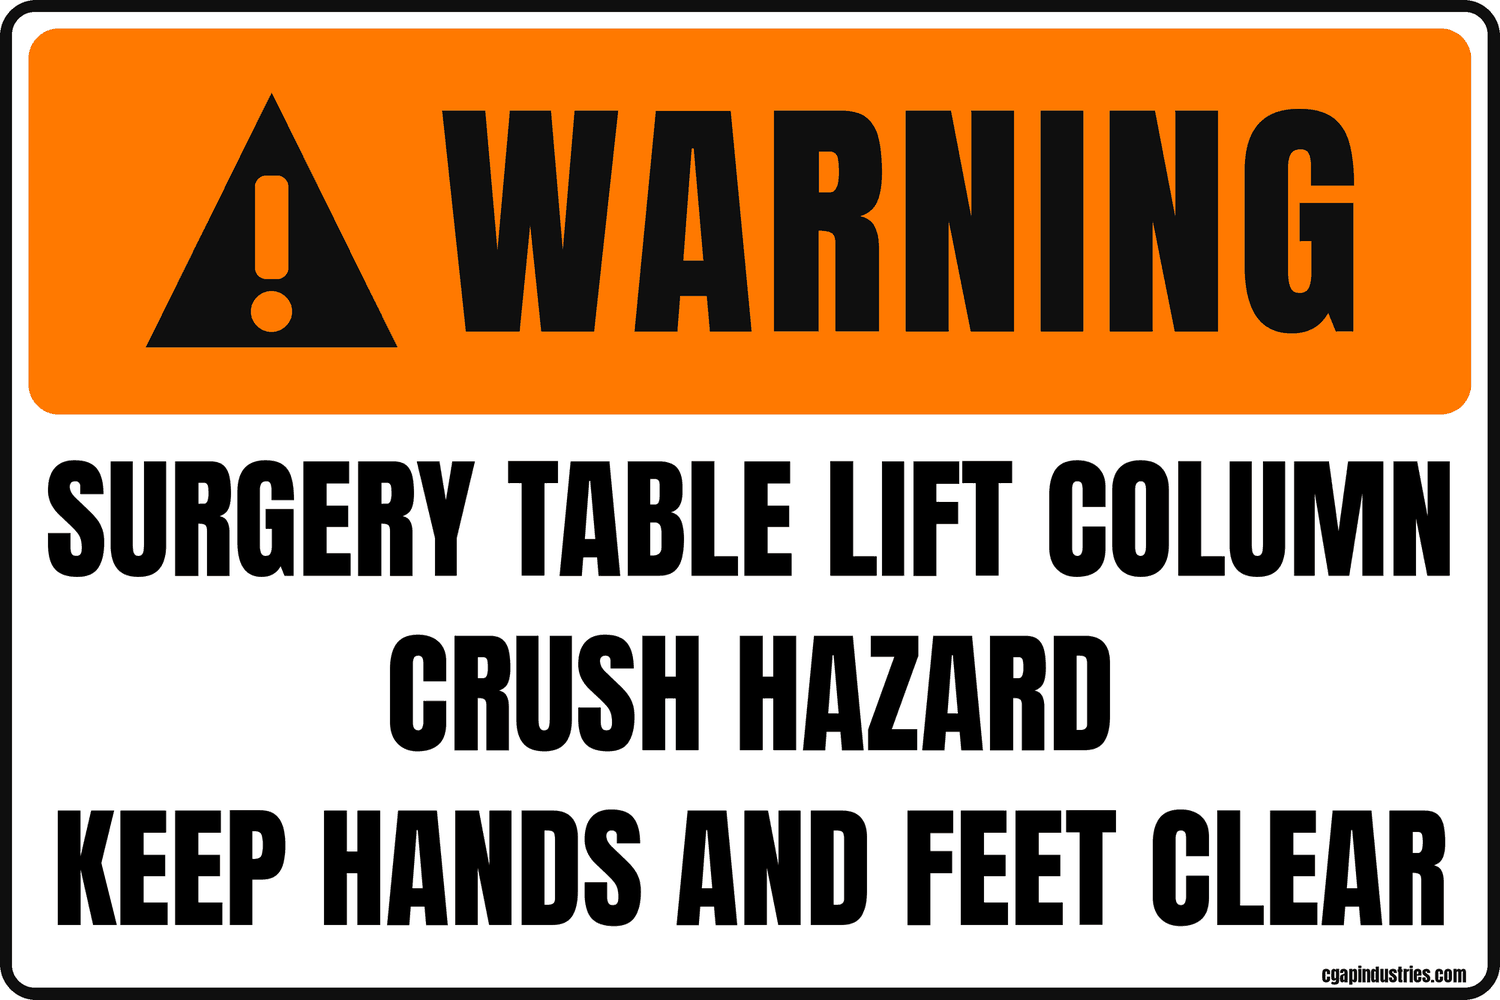 WARNING
SURGERY TABLE LIFT COLUMN
CRUSH HAZARD
KEEP HANDS AND FEET CLEAR
cgapindustries.com